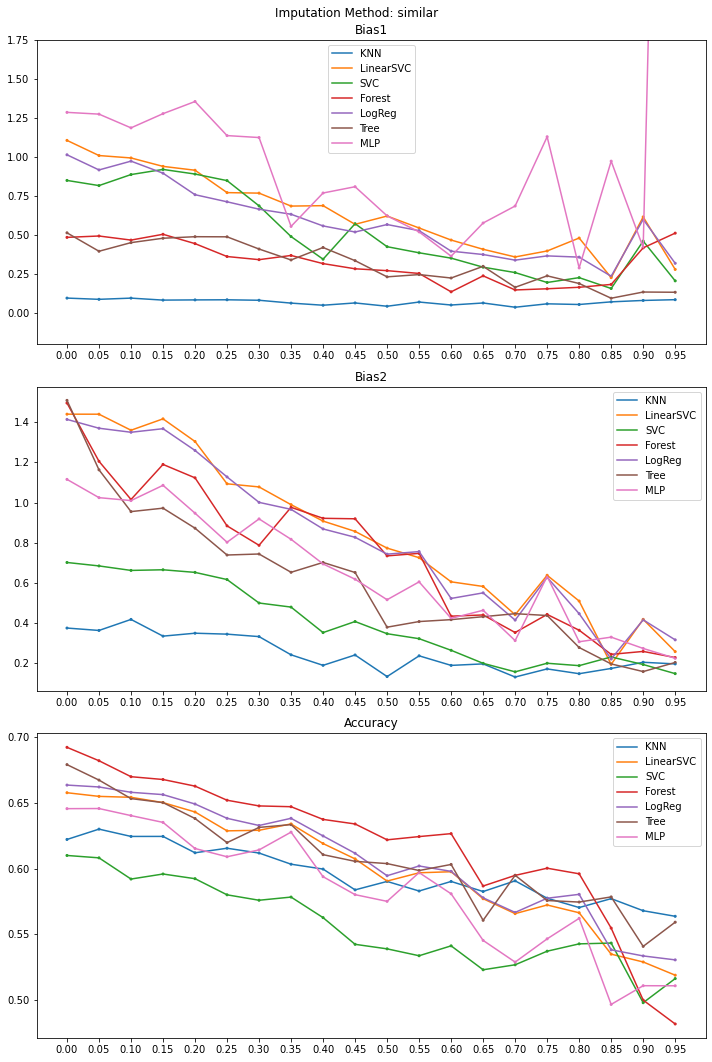 Imputation Method: similar
Bias1
1.75
1.50
1.25
1.00
0.75
0.50
0.25
0.00
KNN
LinearSVC
SVC
Forest
LogReg
Tree
MLP
0.00 0.05 0.10 0.15 0.20 0.25 0.30 0.35 0.40 0.45 0.50 0.55 0.60 0.65 0.70 0.75 0.80 0.85 0.90 0.95
Bias2
1.4
1.2
1.0
0.8
0.6
0.4
0.2
KNN
LinearSVC
SVC
Forest
LogReg
Tree
MLP
0.00 0.05 0.10 0.15 0.20 0.25 0.30 0.35 0.40 0.45 0.50 0.55 0.60 0.65 0.70 0.75 0.80 0.85 0.90 0.95
Accuracy
0.70
0.65
0.60
0.55
0.50
KNN
LinearSVC
SVC
Forest
LogReg
Tree
MLP
0.00 0.05 0.10 0.15 0.20 0.25 0.30 0.35 0.40 0.45 0.50 0.55 0.60 0.65 0.70 0.75 0.80 0.85 0.90 0.95